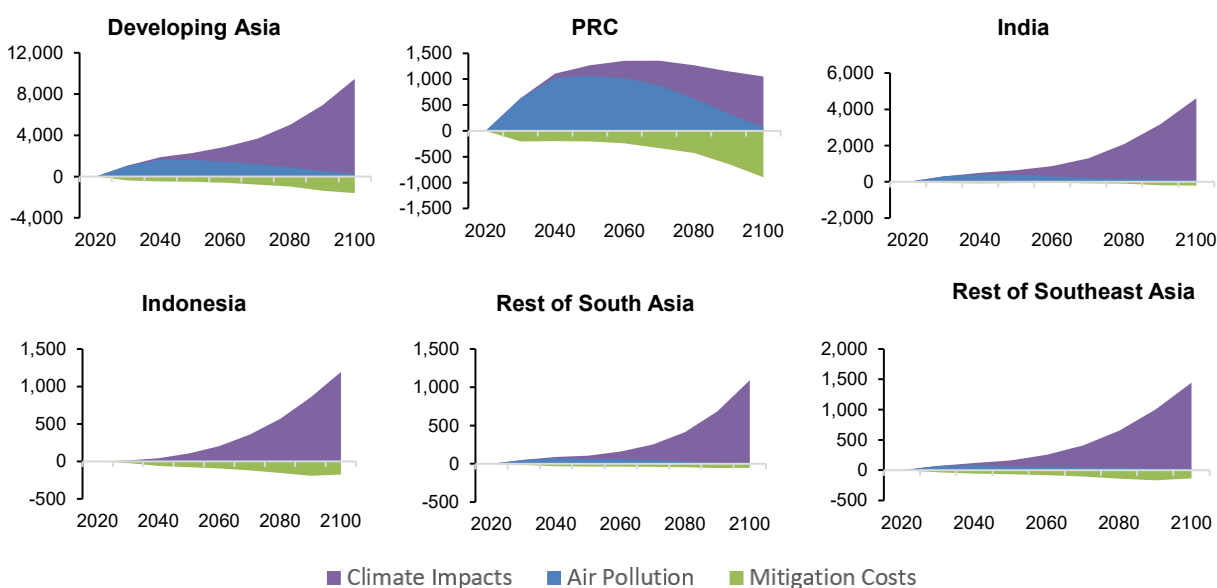 Developing Asia
12,000
8,000
4,000
0
-4,000
2020 2040 2060 2080 2100
PRC
1,500
1,000
500
0
-500
-1,000
-1,500
2020 2040 2060 2080 2100
India
6,000
4,000
2,000
0
-2,000
2020 2040 2060 2080 2100
Indonesia
1,500
1,000
500
0
-500
2020 2040 2060 2080 2100
Rest of South Asia
1,500
1,000
500
0
-500
2020 2040 2060 2080 2100
Rest of Southeast Asia
2,000
1,500
1,000
500
0
-500
2020 2040 2060 2080 2100
Climate Impacts Air Pollution Mitigation Costs